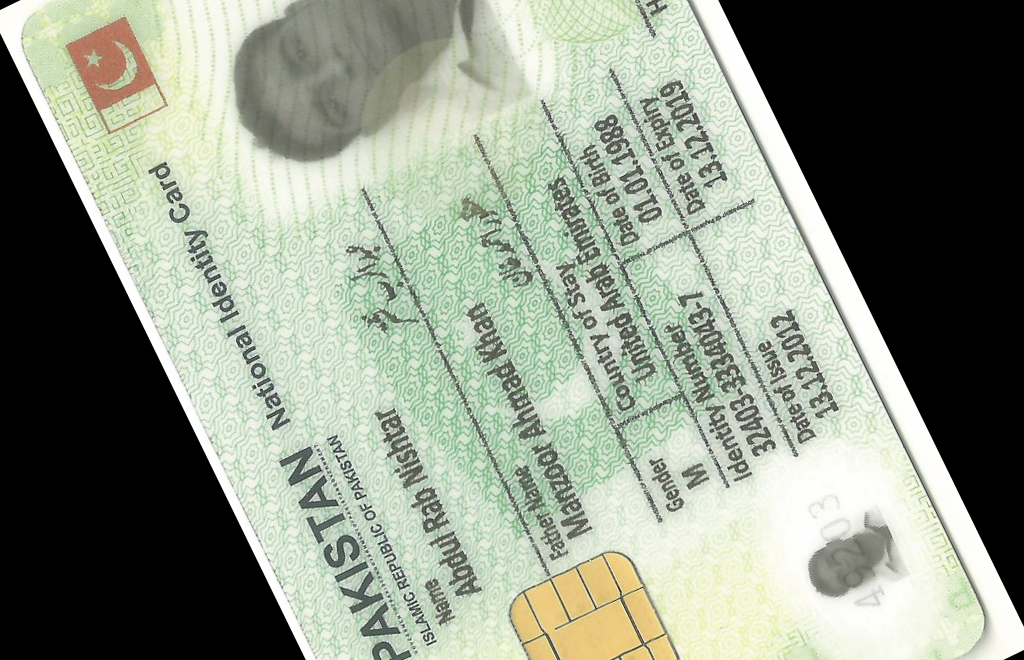 PAKISTAN National Identity Card
ISLAMIC REPUBLIC OF PAKISTAN
Name
Abdul Rab Nishtar
Father Name
Manzoor Ahmad Khan
Gender
M
Country of Stay
United Arab Emirates
Identity Number
32403-3334043-7
Date of Birth
01.01.1988
Date of Issue
13.12.2012
Date of Expiry
13.12.2019
H